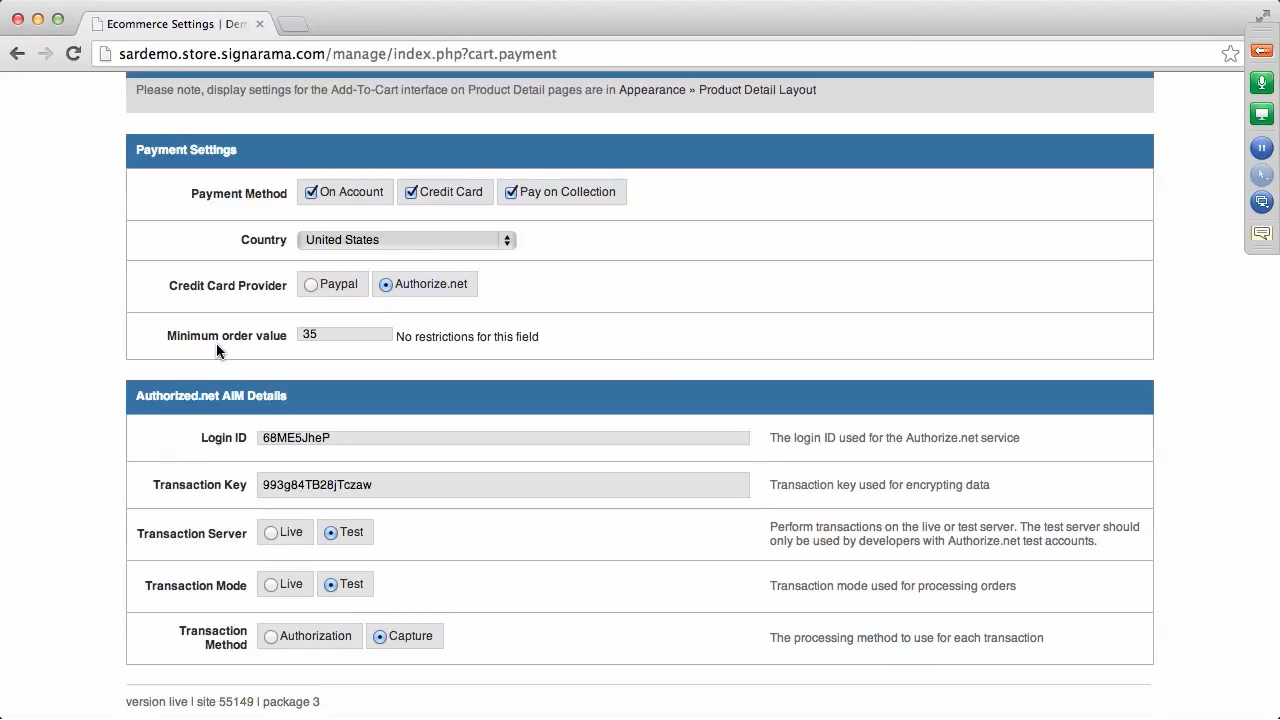 Ecommerce Settings | Dem
sardemo.store.signarama.com/manage/index.php?cart.payment
Please note, display settings for the Add-To-Cart interface on Product Detail pages are in Appearance » Product Detail Layout
Payment Settings
Payment Method On Account Credit Card Pay on Collection
Country United States
Credit Card Provider Paypal Authorize.net
Minimum order value 35 No restrictions for this field
Authorized.net AIM Details
Login ID 68ME5JheP The login ID used for the Authorize.net service
Transaction Key 993g84TB28jTczaw Transaction key used for encrypting data
Transaction Server Live Test Perform transactions on the live or test server. The test server should
only be used by developers with Authorize.net test accounts.
Transaction Mode Live Test Transaction mode used for processing orders
Transaction
Method Authorization Capture The processing method to use for each transaction
version live | site 55149 | package 3